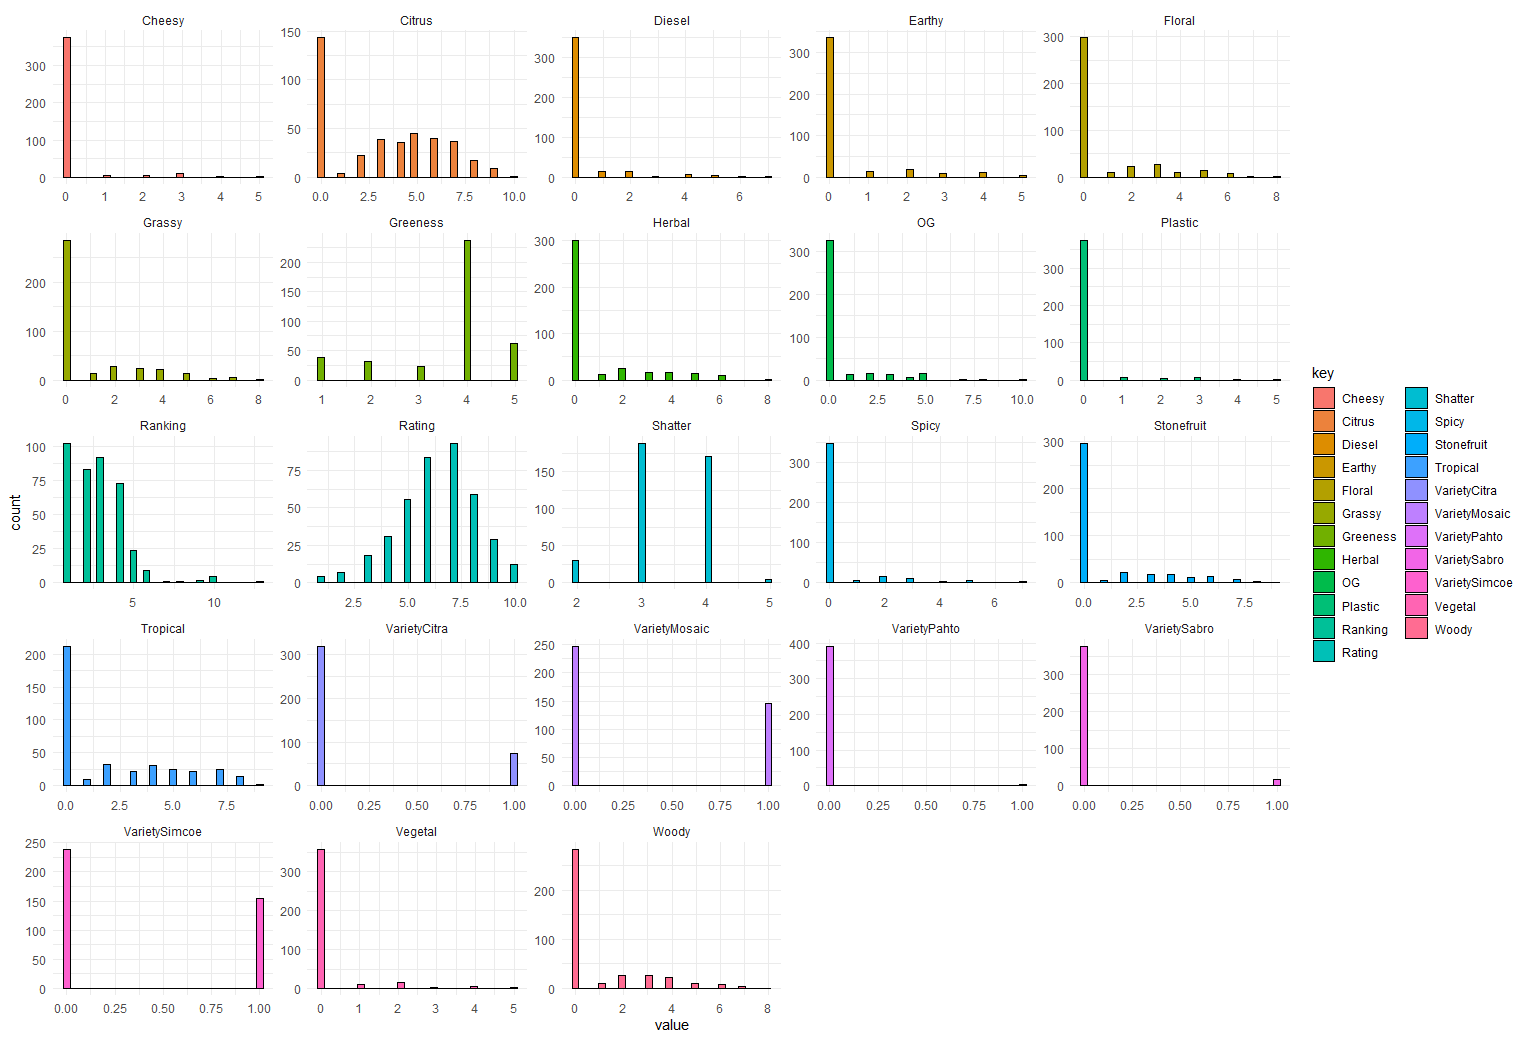 Cheesy Citrus Diesel Earthy Floral
300 200 100 0
150 100 50 0
300 200 100 0
300 200 100 0
300 200 100 0
0 1 2 3 4 5
0.0 2.5 5.0 7.5 10.0
0 2 4 6
0 1 2 3 4 5
0 2 4 6 8
Grassy Greeness Herbal OG Plastic
200 100 0
200 150 100 50 0
300 200 100 0
300 200 100 0
300 200 100 0
0 2 4 6 8
1 2 3 4 5
0 2 4 6 8
0.0 2.5 5.0 7.5 10.0
0 1 2 3 4 5
Ranking Rating Shatter Spicy Stonefruit
100 75 50 25 0
75 50 25 0
150 100 50 0
300 200 100 0
300 200 100 0
5 10
2.5 5.0 7.5 10.0
2 3 4 5
0 2 4 6
0.0 2.5 5.0 7.5
Tropical VarietyCitra VarietyMosaic VarietyPahto VarietySabro
200 150 100 50 0
300 200 100 0
250 200 150 100 50 0
400 300 200 100 0
300 200 100 0
0.0 2.5 5.0 7.5
0.00 0.25 0.50 0.75 1.00
0.00 0.25 0.50 0.75 1.00
0.00 0.25 0.50 0.75 1.00
0.00 0.25 0.50 0.75 1.00
VarietySimcoe Vegetal Woody
250 200 150 100 50 0
300 200 100 0
200 100 0
0.00 0.25 0.50 0.75 1.00
0 1 2 3 4 5
0 2 4 6 8
count
value
key
Cheesy
Citrus
Diesel
Earthy
Floral
Grassy
Greeness
Herbal
OG
Plastic
Ranking
Rating
Shatter
Spicy
Stonefruit
Tropical
VarietyCitra
VarietyMosaic
VarietyPahto
VarietySabro
VarietySimcoe
Vegetal
Woody